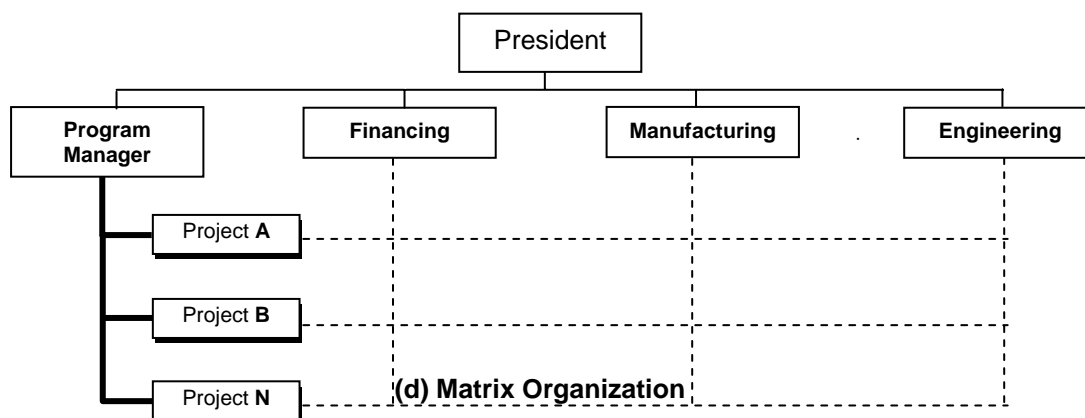 President
Program
Manager
Financing
Manufacturing
Engineering
Project A
Project B
Project N
(d) Matrix Organization